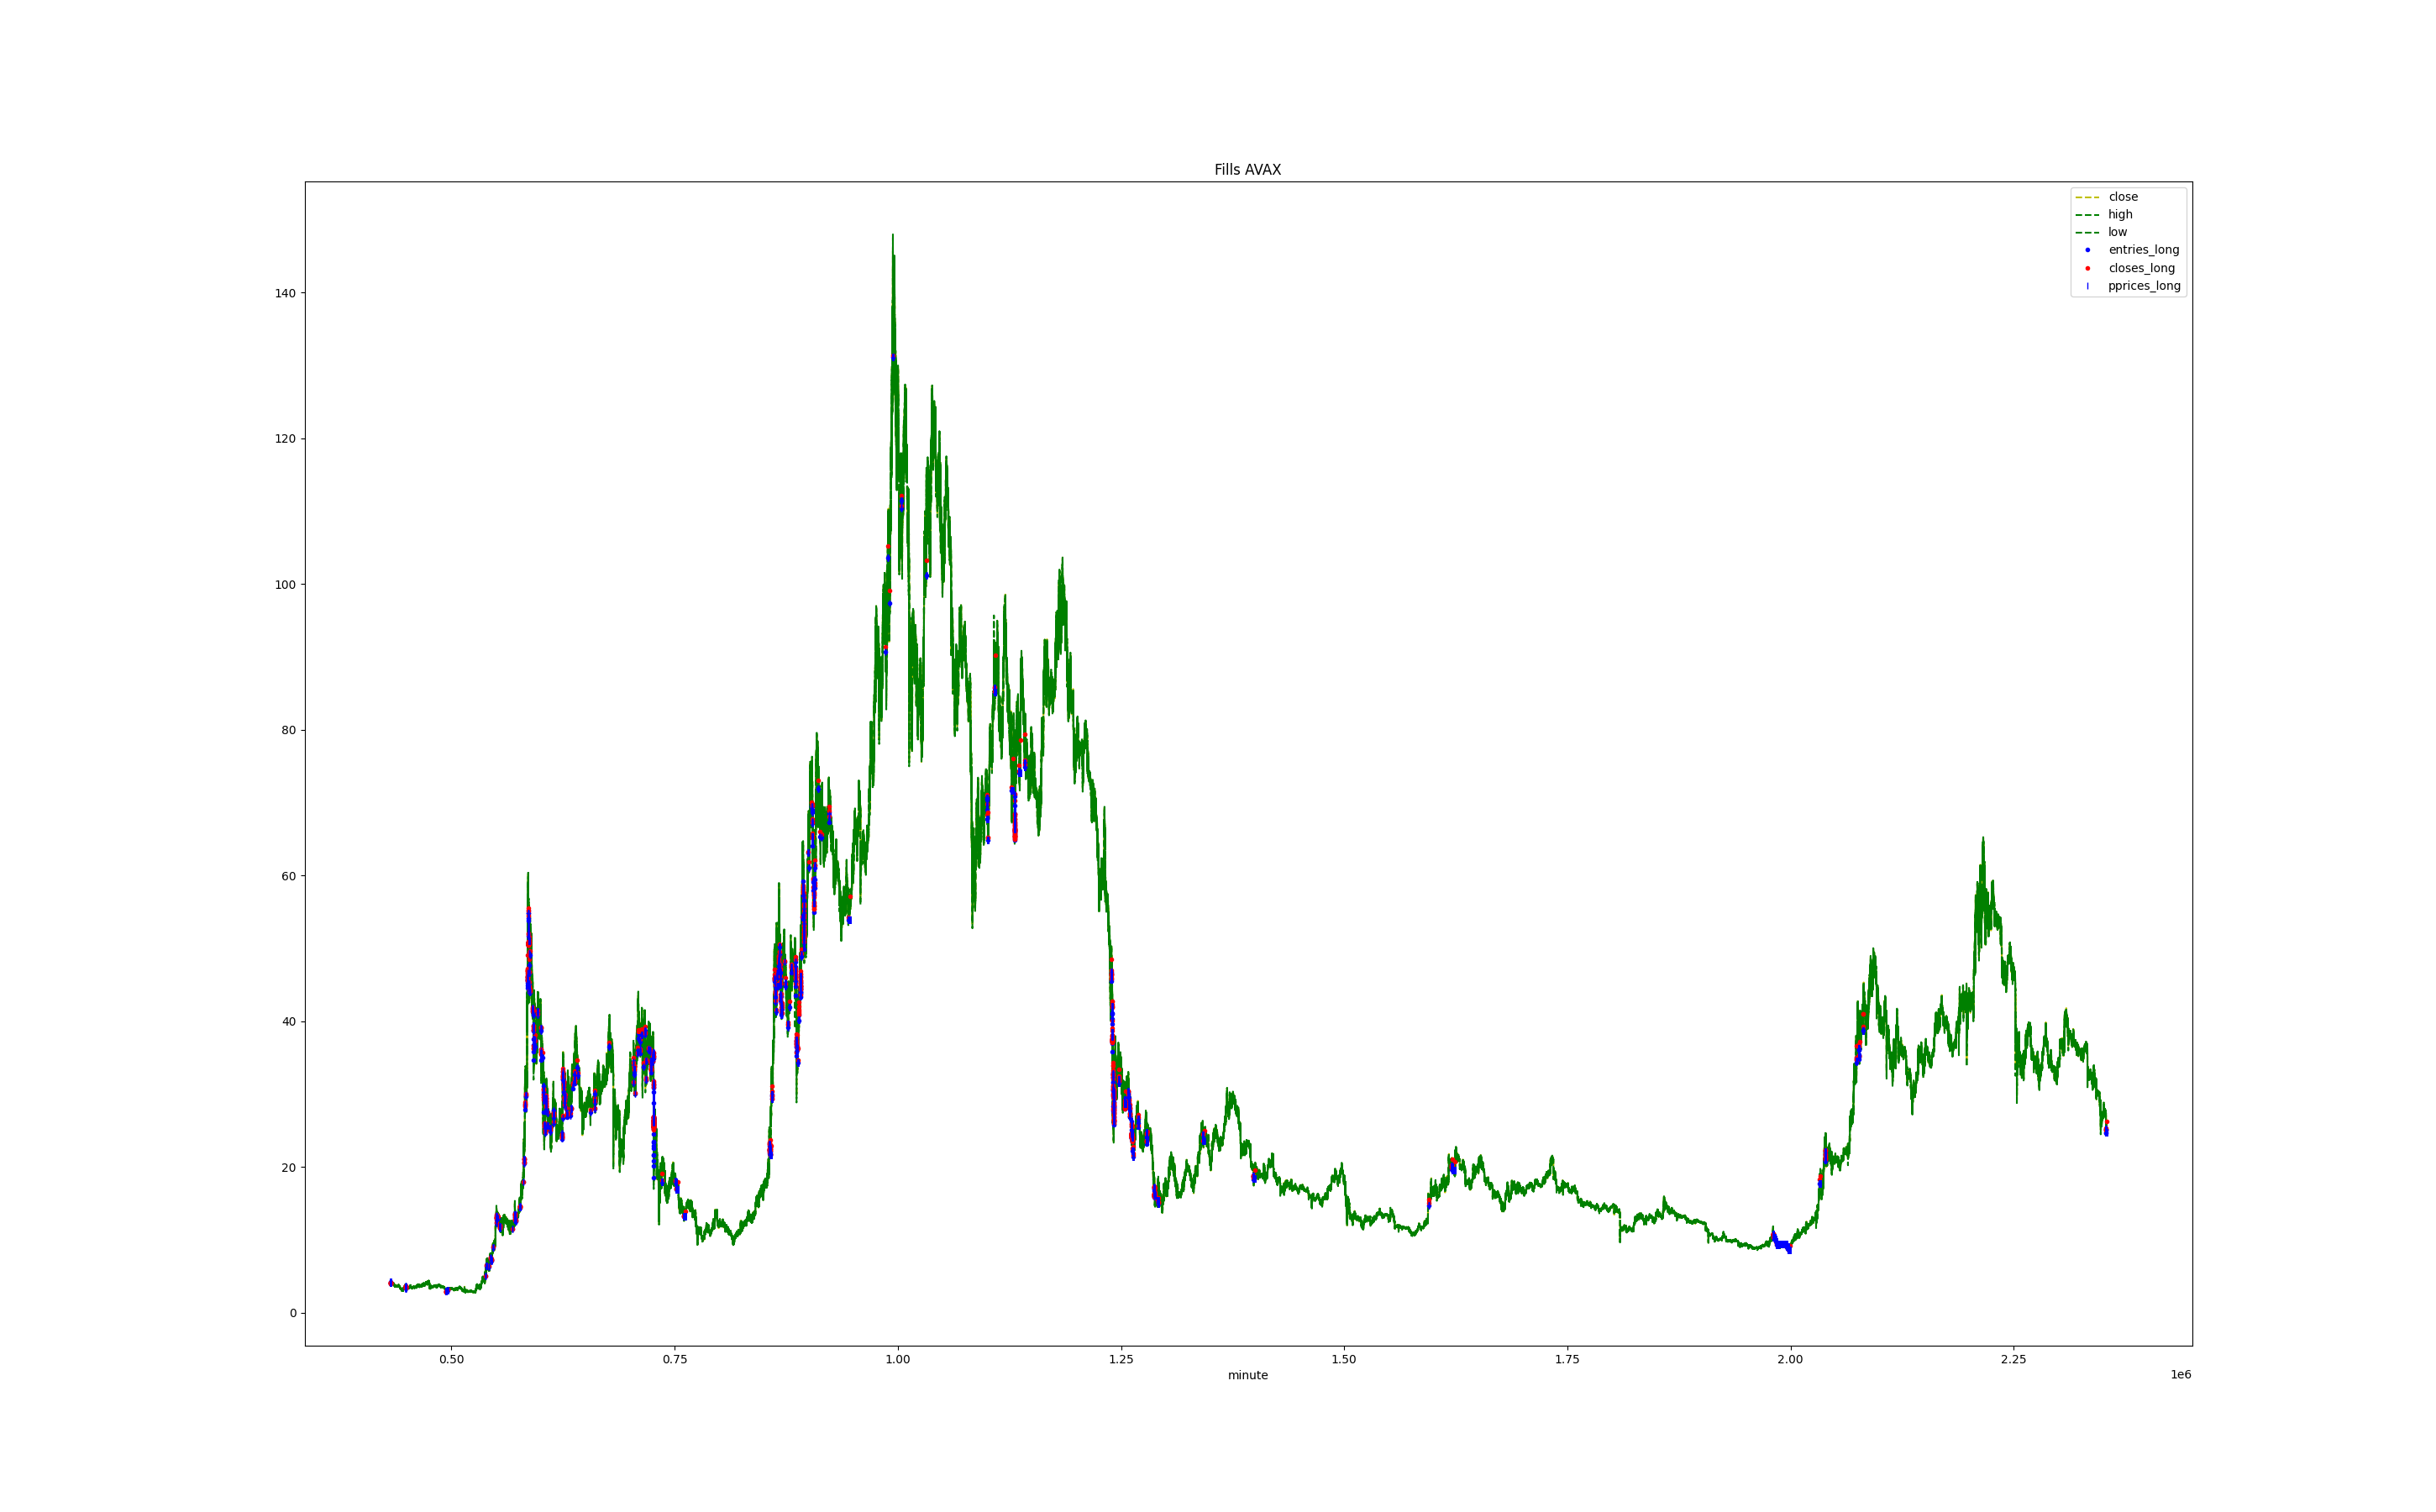 Fills AVAX
close
high
low
entries_long
closes_long
pprices_long
140
120
100
80
60
40
20
0
0.50 0.75 1.00 1.25 1.50 1.75 2.00 2.25
minute
1e6